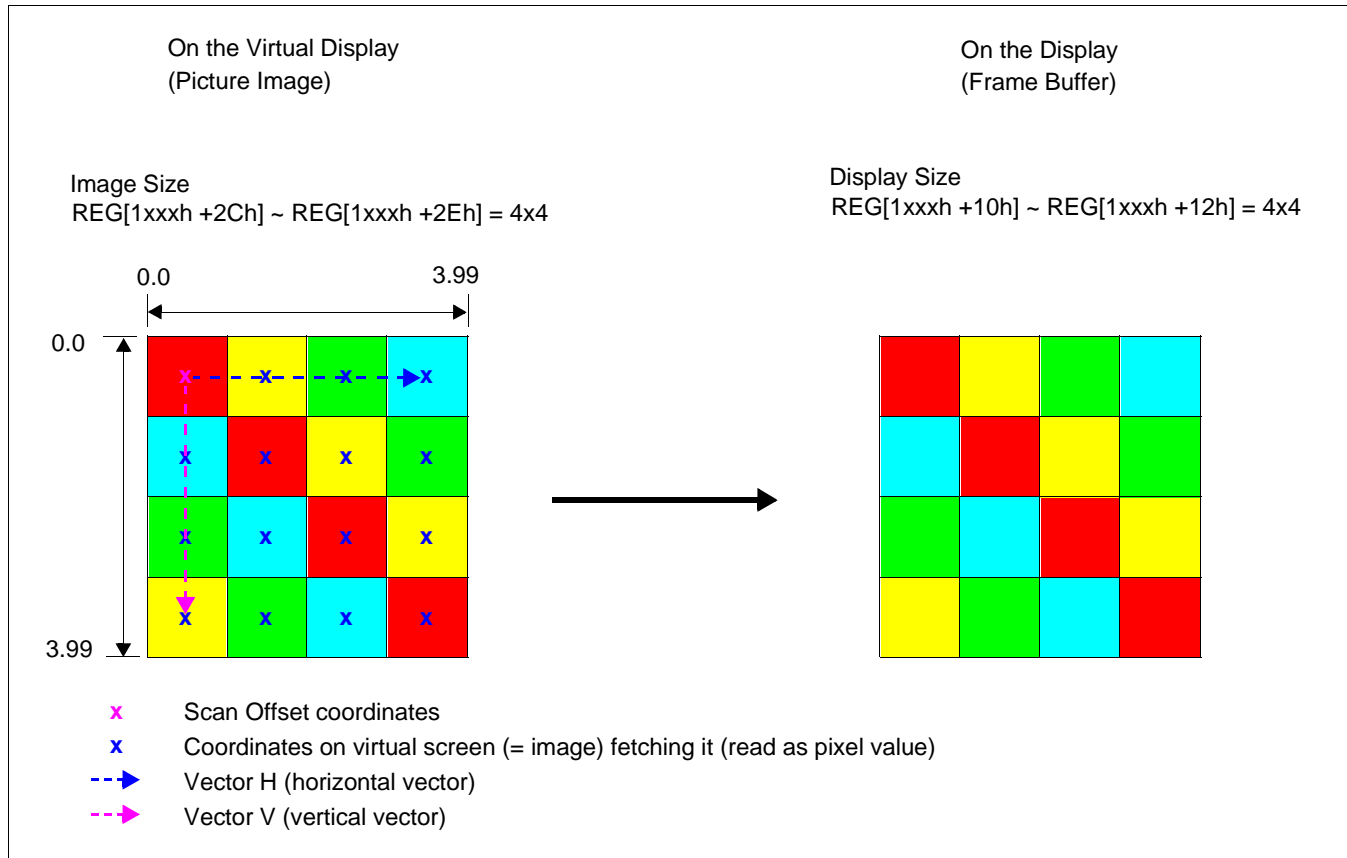 On the Virtual Display
(Picture Image)
On the Display
(Frame Buffer)
Image Size
REG[1xxxh +2Ch] ~ REG[1xxxh +2Eh] = 4x4
Display Size
REG[1xxxh +10h] ~ REG[1xxxh +12h] = 4x4
0.0 3.99
0.0
x x x x
x x x x
x x x x
x x x x
3.99
x Scan Offset coordinates
x Coordinates on virtual screen (= image) fetching it (read as pixel value)
Vector H (horizontal vector)
Vector V (vertical vector)